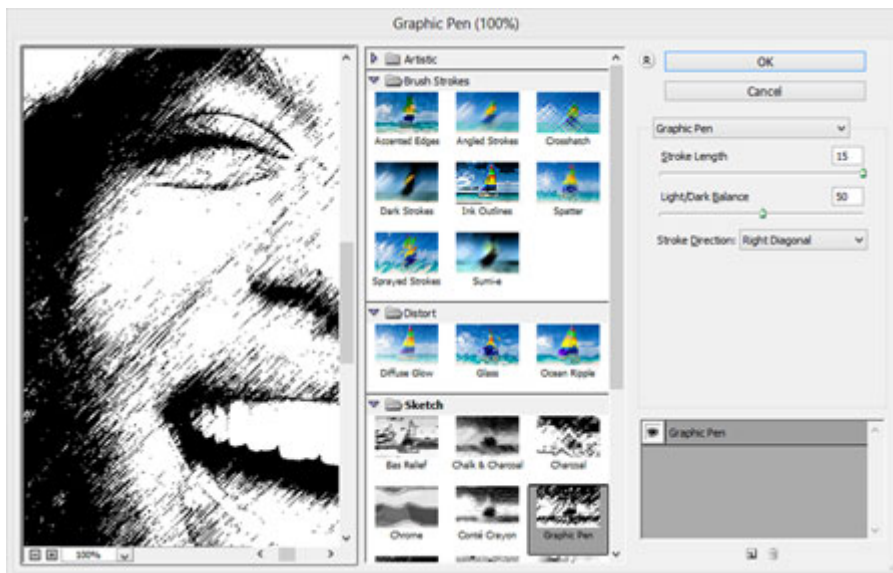 Graphic Pen (100%)
Artistic
Brush Strokes
Accented Edges Angled Strokes Crosshatch
Dark Strokes Ink Outlines Spatter
Sprayed Strokes Sumi-e
Distort
Diffuse Glow Glass Ocean Ripple
Sketch
Bas Relief Chalk & Charcoal Charcoal
Chrome Conté Crayon Graphic Pen
100%
OK
Cancel
Graphic Pen
Stroke Length 15
Light/Dark Balance 50
Stroke Direction: Right Diagonal
Graphic Pen